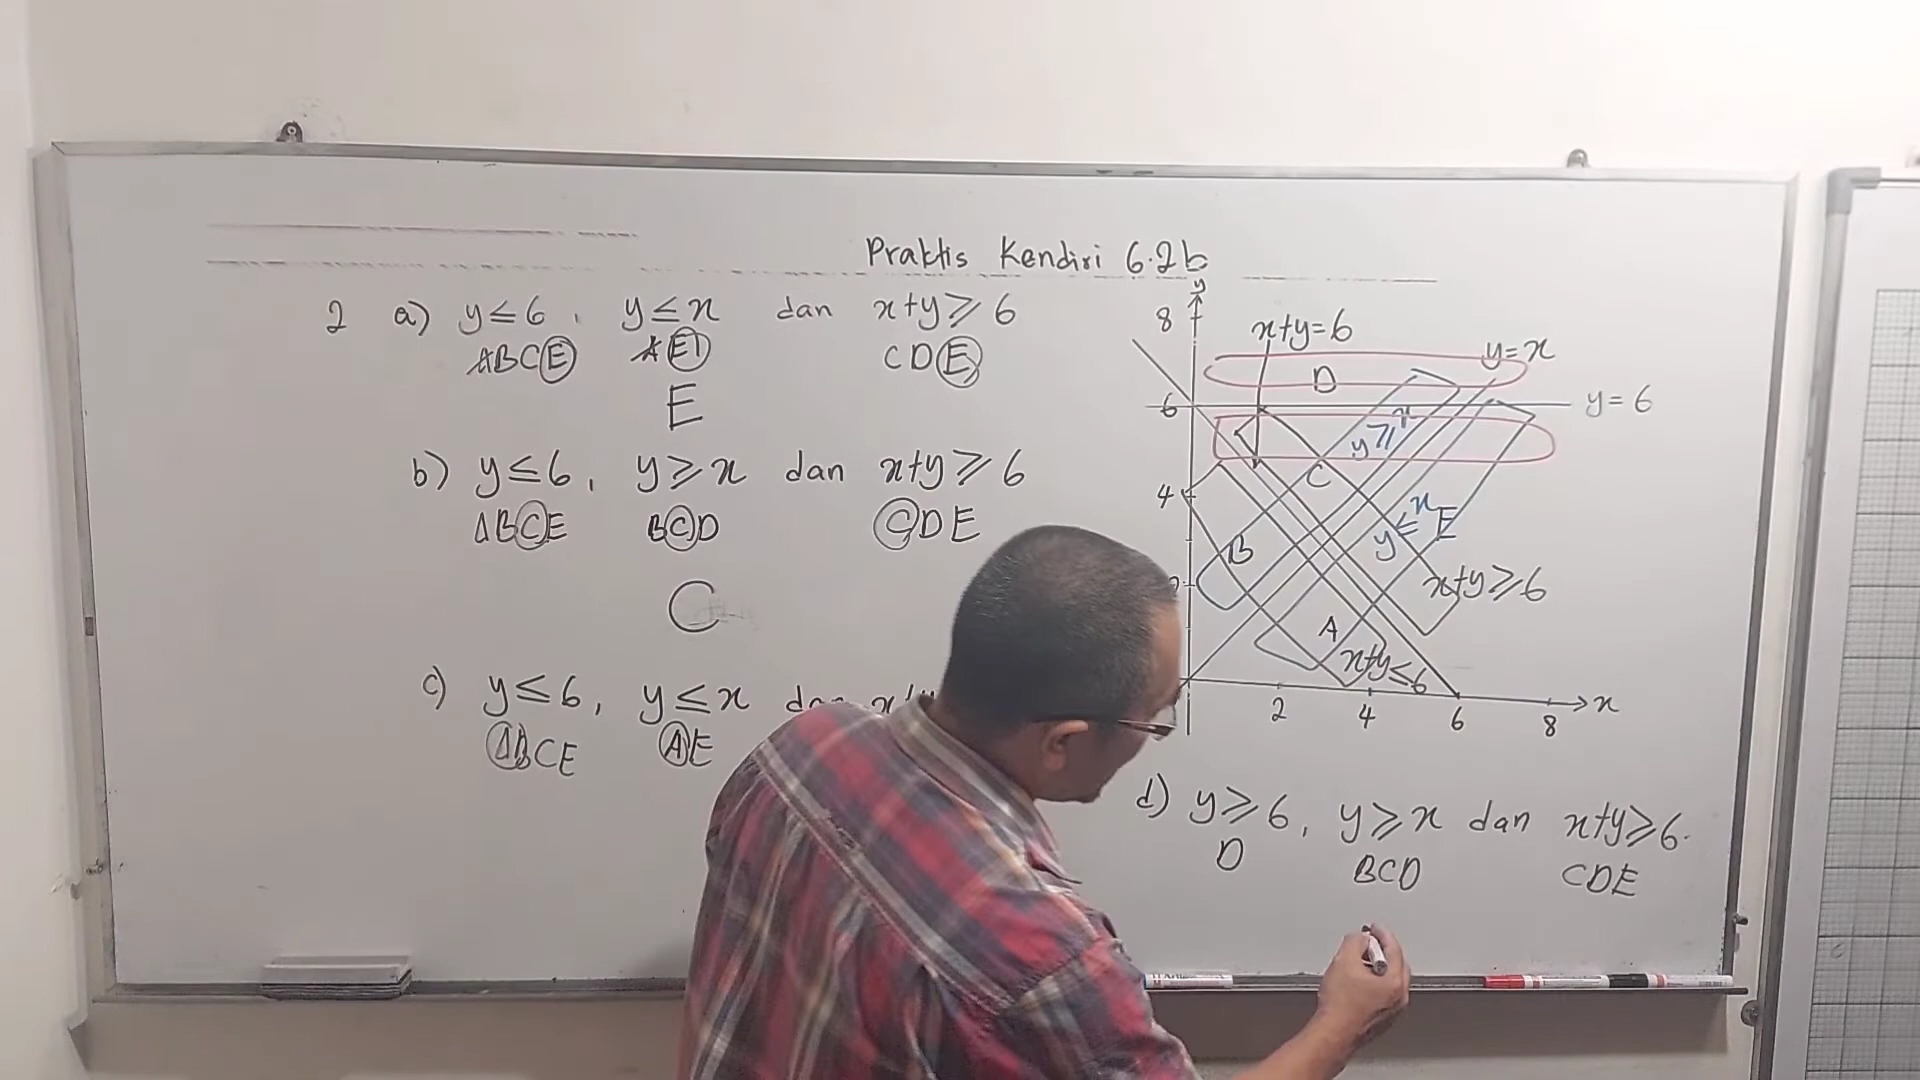 Praktis Kendiri 6.2b
2 a) y ≤ 6, y ≤ x dan x+y ≥ 6
ABCE AE CDE
E
b) y ≤ 6, y ≥ x dan x+y ≥ 6
ABCE BCD CDE
C
c) y ≤ 6, y ≤ x
ABCE AE
y
8
x+y=6
y=x
D
6
y=6
y ≥ x
C
4
y ≤ x
E
B
x+y ≥ 6
A
x+y ≤ 6
2 4 6 8 x
d) y ≥ 6, y ≥ x dan x+y ≥ 6.
D BCD CDE